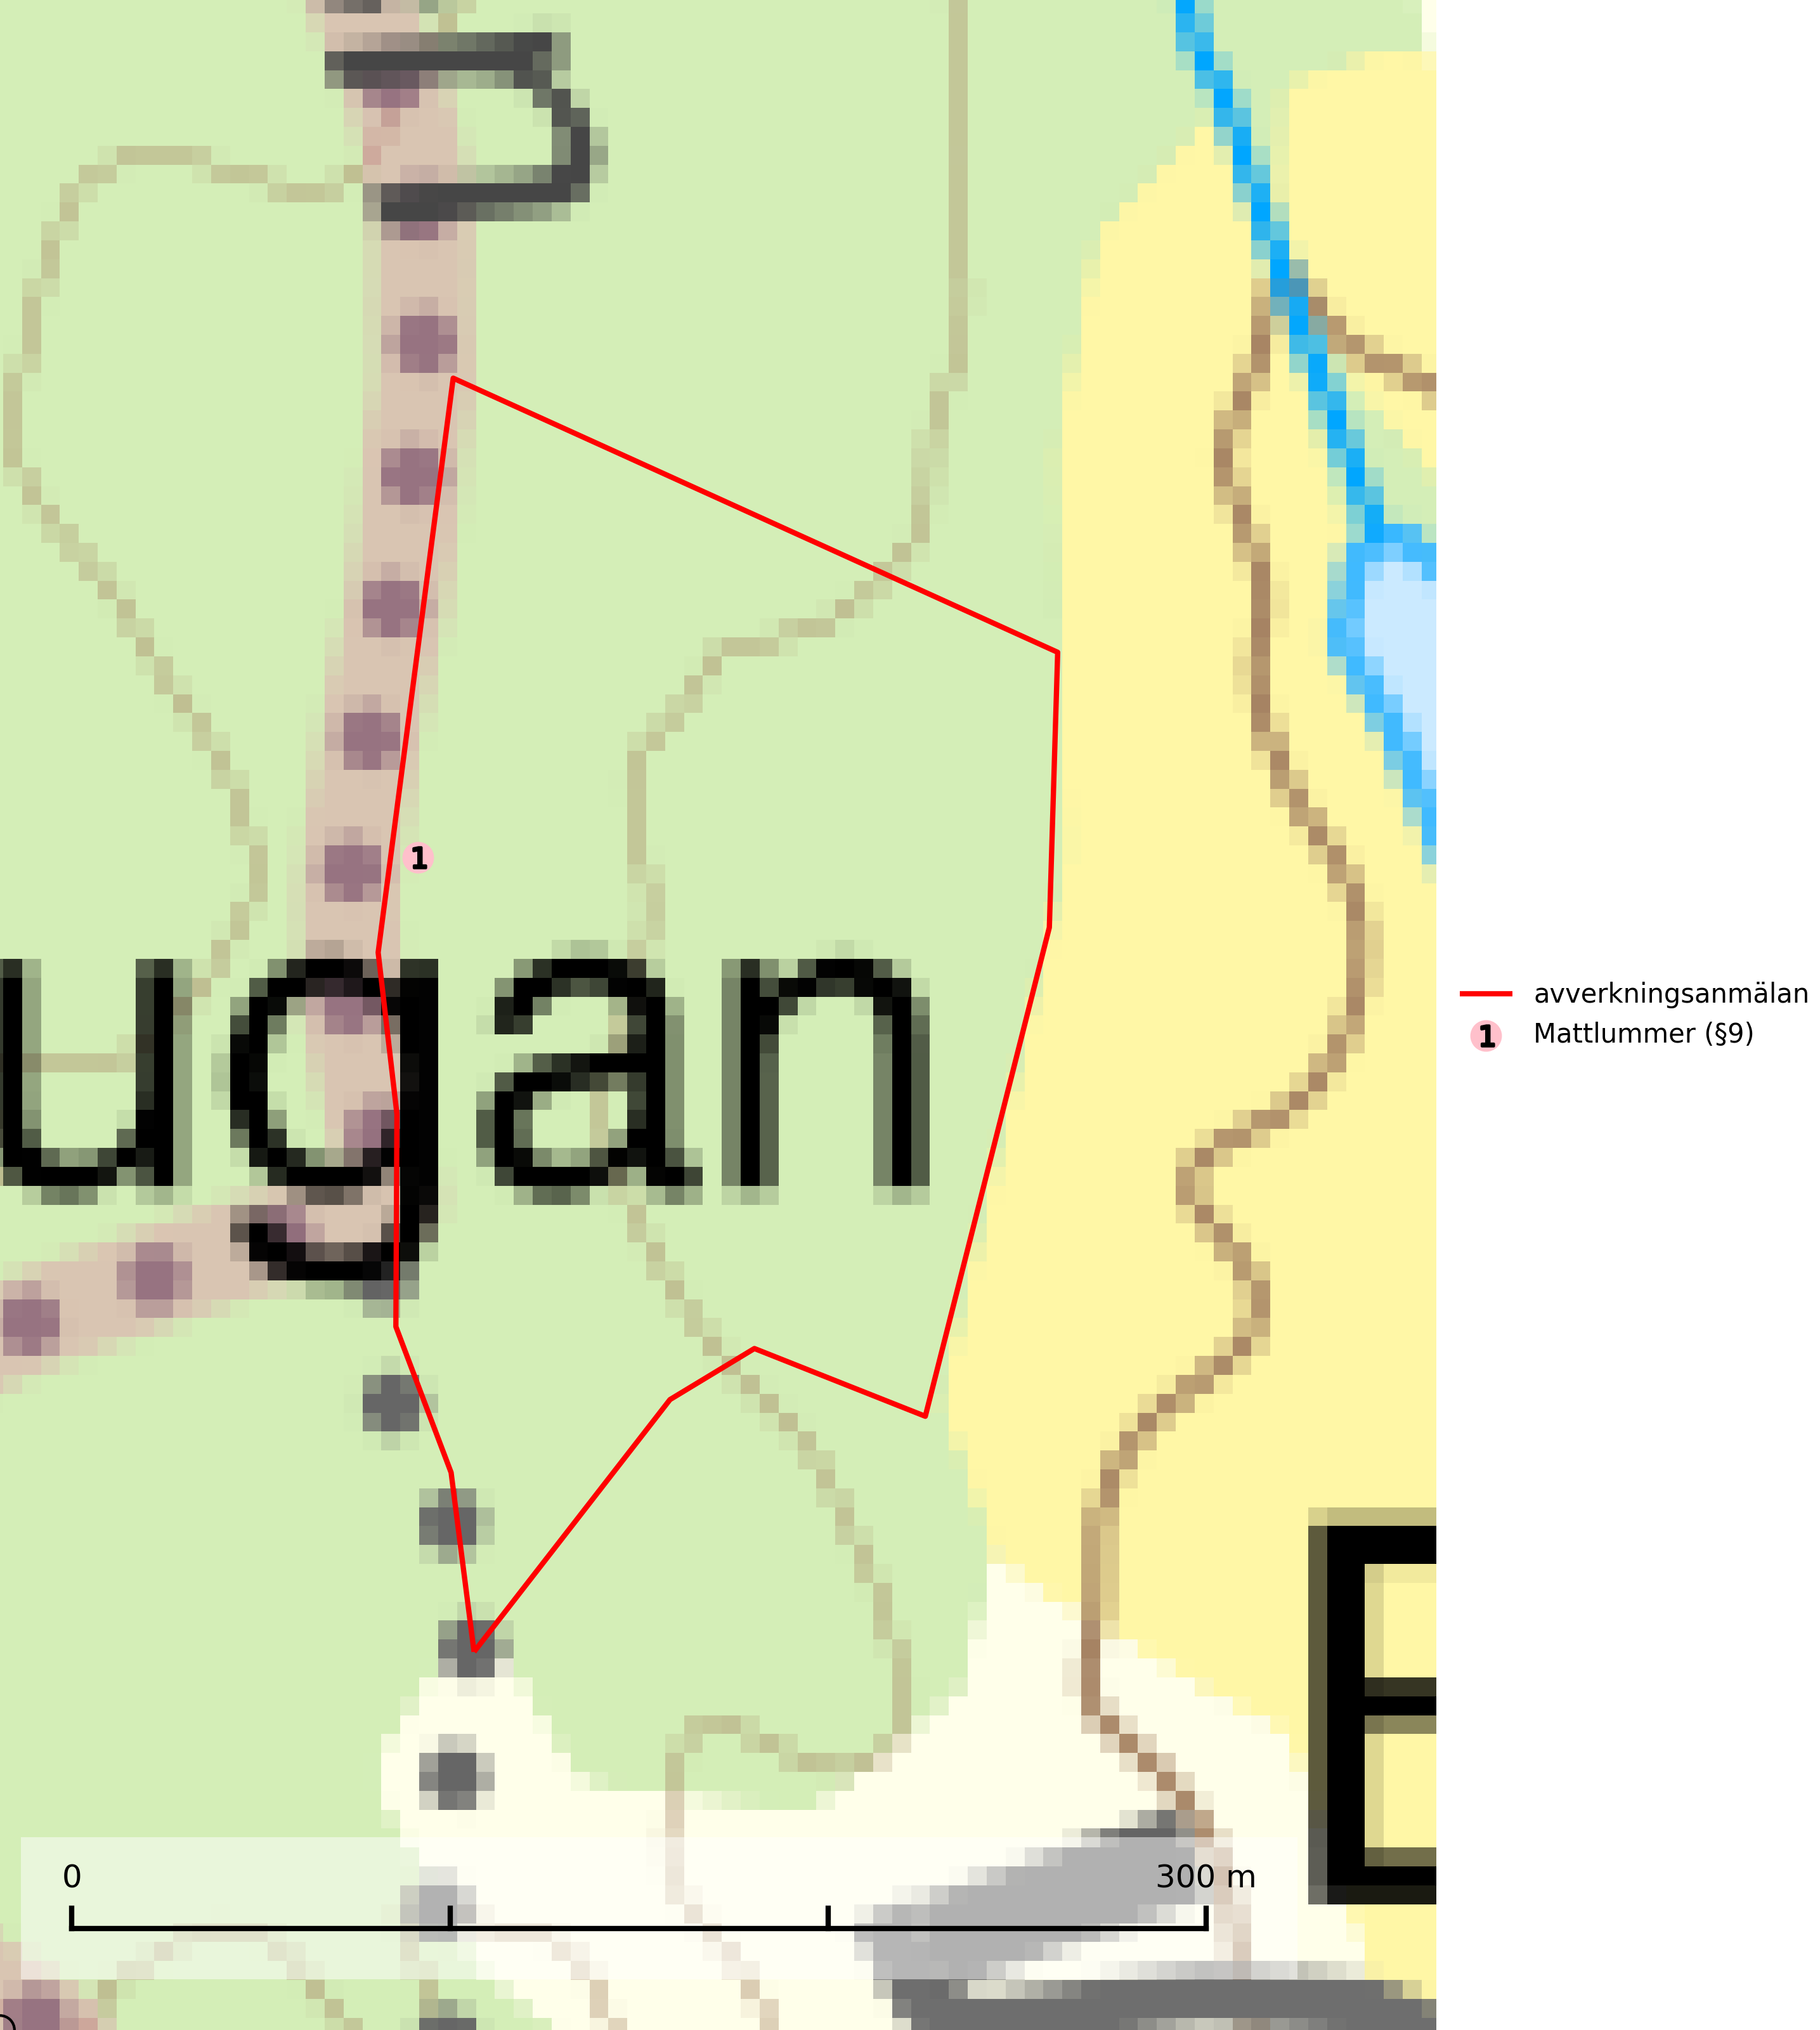 1
ugan
E
0
300 m
avverkningsanmälan
1 Mattlummer (§9)